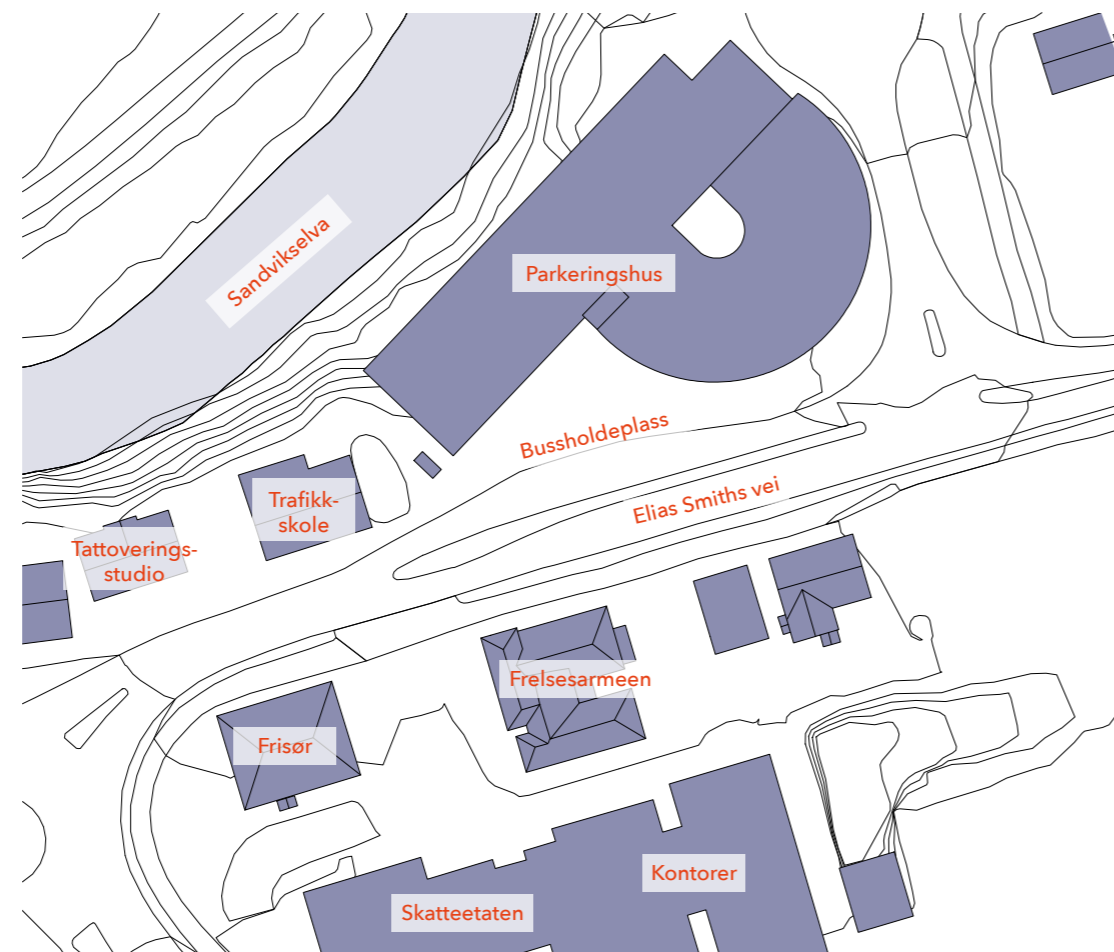 Sandvikselva
Parkeringshus
Bussholdeplass
Elias Smiths vei
Trafikk-
skole
Tattoverings-
studio
Frelsesarmeen
Frisør
Kontorer
Skatteetaten